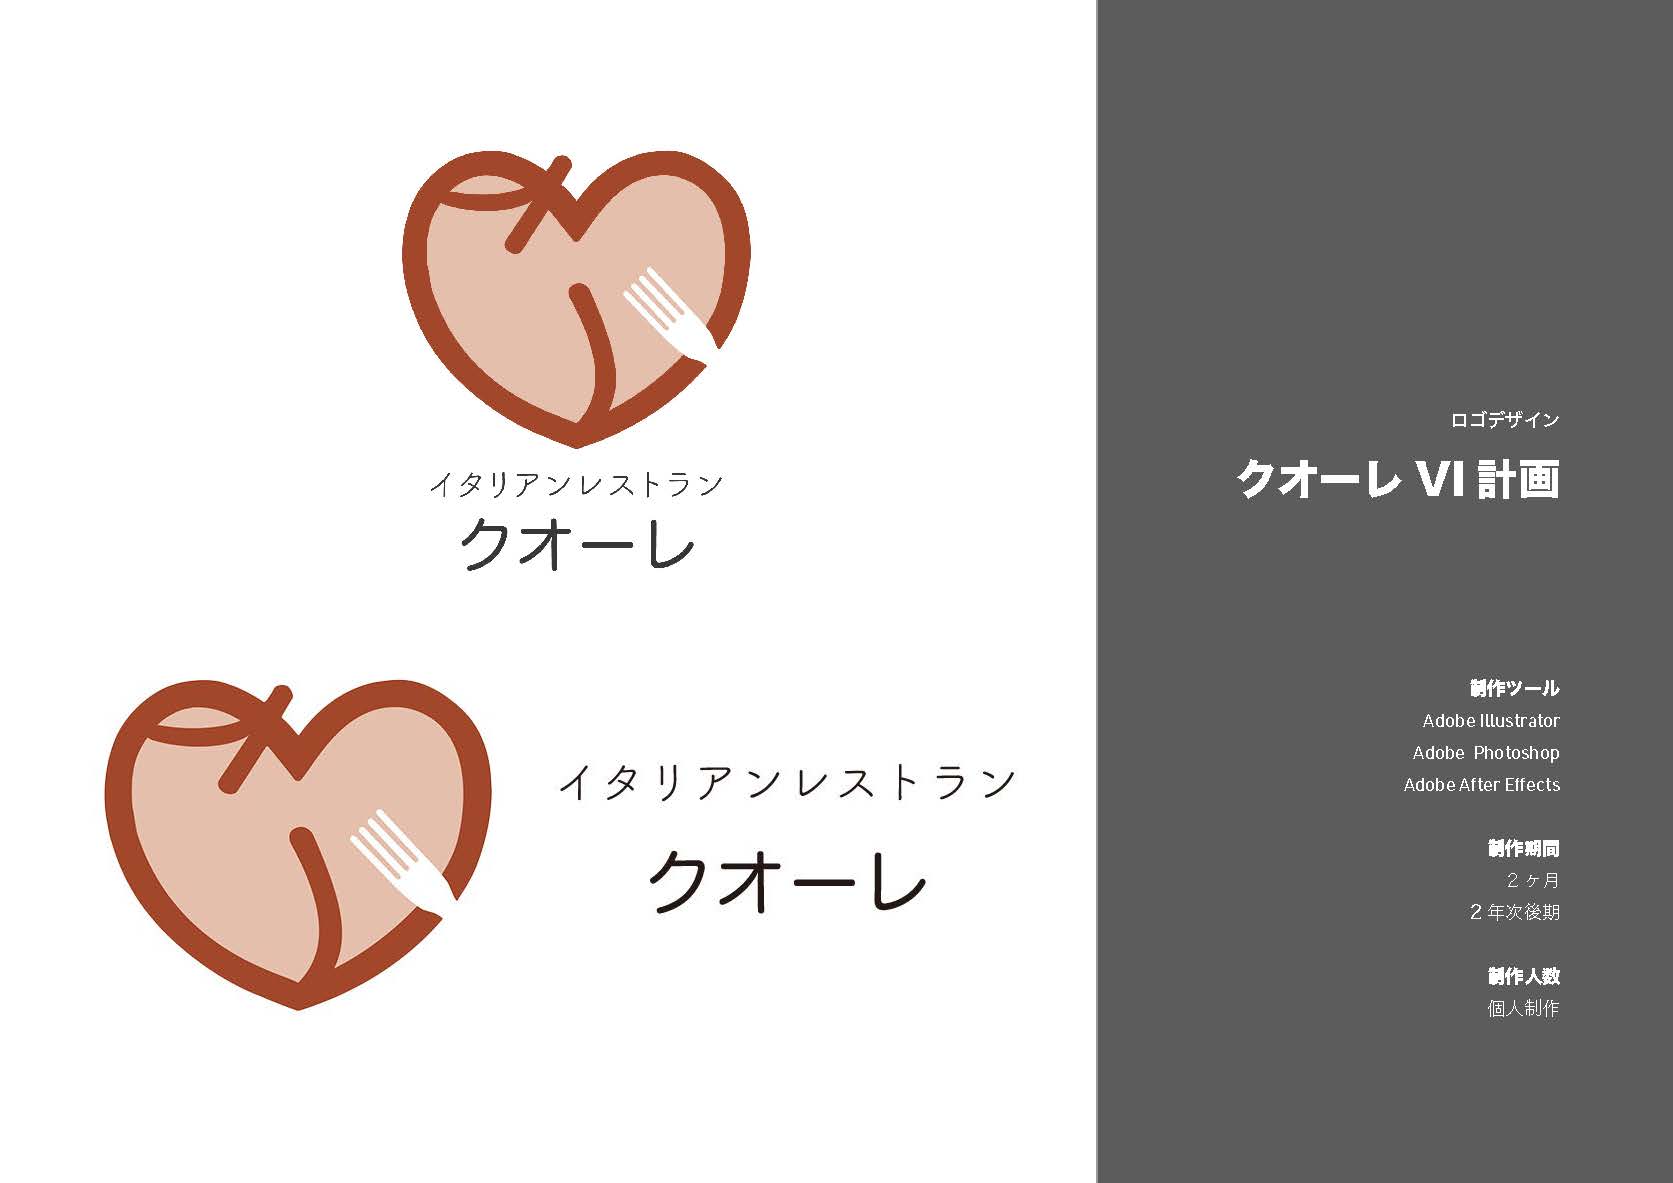 イタリアンレストラン
クオーレ
イタリアンレストラン
クオーレ
ロゴデザイン
クオーレ VI 計画
制作ツール
Adobe Illustrator
Adobe Photoshop
Adobe After Effects
制作期間
２ヶ月
２年次後期
制作人数
個人制作